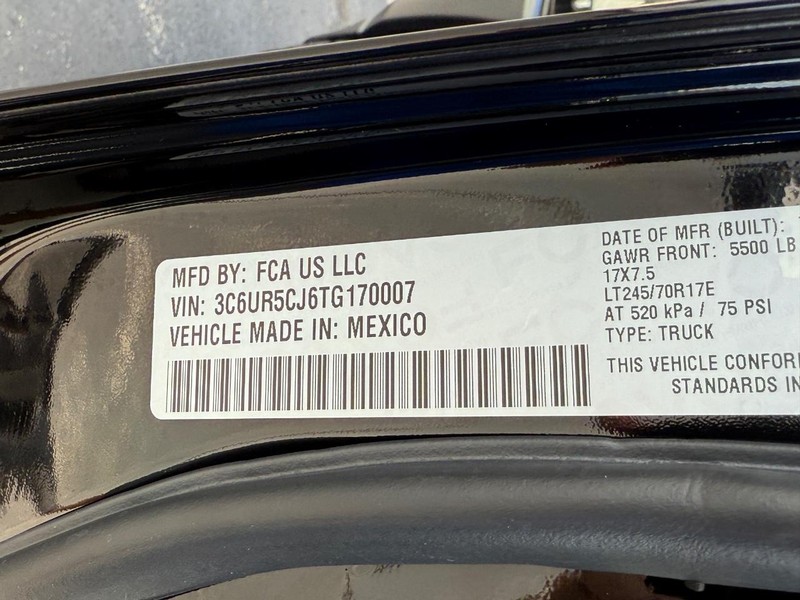 MFD BY: FCA US LLC
VIN: 3C6UR5CJ6TG170007
VEHICLE MADE IN: MEXICO
DATE OF MFR (BUILT):
GAWR FRONT: 5500 LB
17X7.5
LT245/70R17E
AT 520 kPa / 75 PSI
TYPE: TRUCK
THIS VEHICLE CONFOR
STANDARDS IN